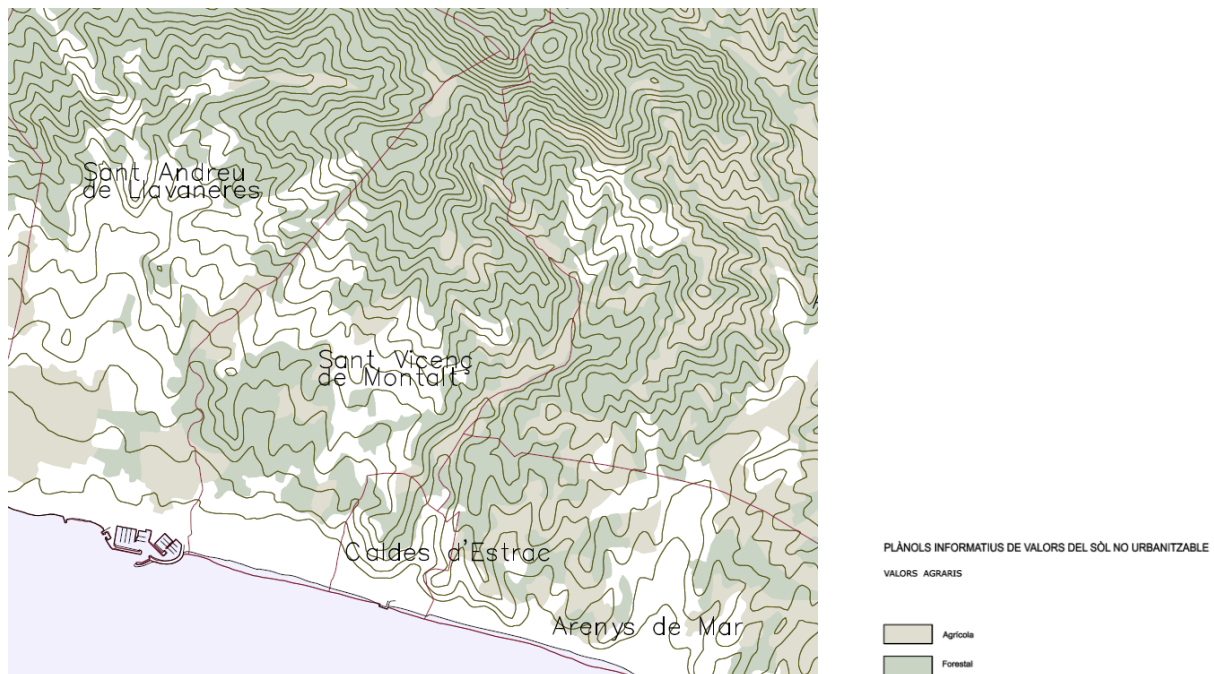 Sant Andreu
de Llavaneres
Sant Vicenç
de Montalt
Caldes d'Estrac
Arenys de Mar
PLÀNOLS INFORMATIUS DE VALORS DEL SÒL NO URBANITZABLE
VALORS AGRARIS
Agrícola
Forestal